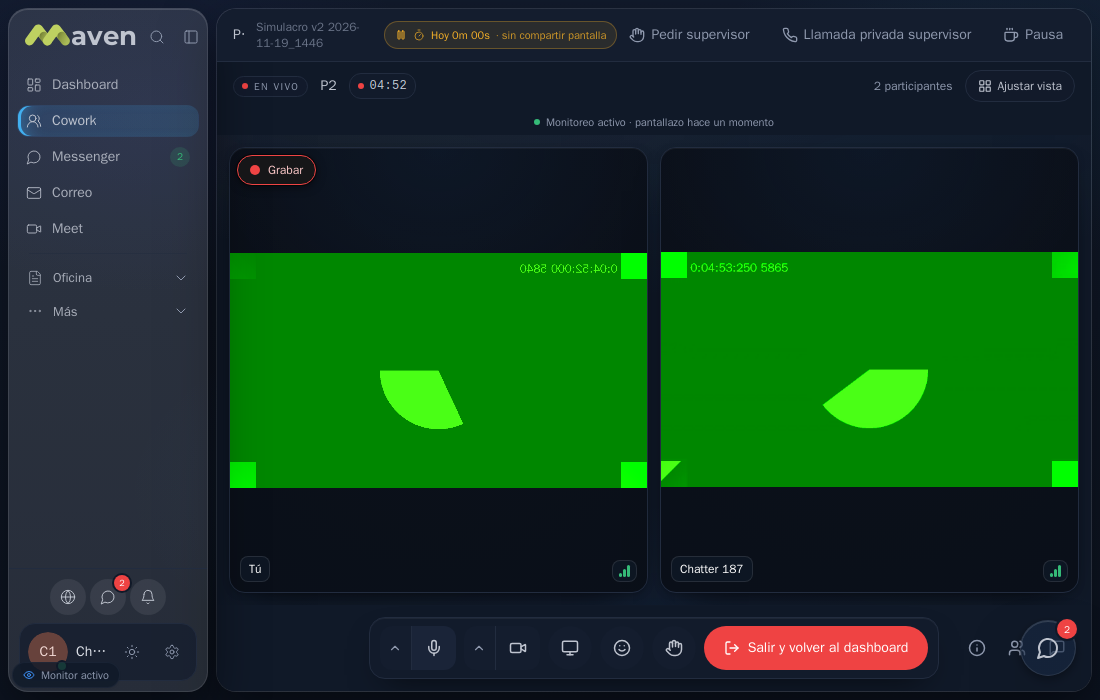 maven
Dashboard
Cowork
Messenger 2
Correo
Meet
Oficina
Más
2
C1 Ch···
Monitor activo
P· Simulacro v2 2026-
11-19_1446
Hoy 0m 00s · sin compartir pantalla
Pedir supervisor
Llamada privada supervisor
Pausa
EN VIVO P2 04:52
2 participantes
Ajustar vista
Monitoreo activo · pantallazo hace un momento
Grabar
0:04:52:000 5840
Tú
0:04:53:250 5865
Chatter 187
Salir y volver al dashboard
2